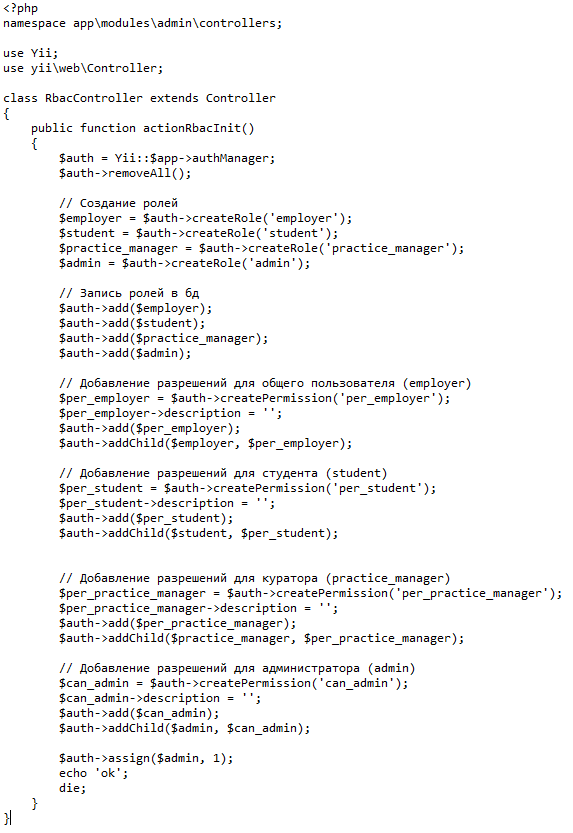 <?php
namespace app\modules\admin\controllers;

use Yii;
use yii\web\Controller;

class RbacController extends Controller
{
    public function actionRbacInit()
    {
        $auth = Yii::$app->authManager;
        $auth->removeAll();

        // Создание ролей
        $employer = $auth->createRole('employer');
        $student = $auth->createRole('student');
        $practice_manager = $auth->createRole('practice_manager');
        $admin = $auth->createRole('admin');

        // Запись ролей в бд
        $auth->add($employer);
        $auth->add($student);
        $auth->add($practice_manager);
        $auth->add($admin);

        // Добавление разрешений для общего пользователя (employer)
        $per_employer = $auth->createPermission('per_employer');
        $per_employer->description = '';
        $auth->add($per_employer);
        $auth->addChild($employer, $per_employer);

        // Добавление разрешений для студента (student)
        $per_student = $auth->createPermission('per_student');
        $per_student->description = '';
        $auth->add($per_student);
        $auth->addChild($student, $per_student);


        // Добавление разрешений для куратора (practice_manager)
        $per_practice_manager = $auth->createPermission('per_practice_manager');
        $per_practice_manager->description = '';
        $auth->add($per_practice_manager);
        $auth->addChild($practice_manager, $per_practice_manager);

        // Добавление разрешений для администратора (admin)
        $can_admin = $auth->createPermission('can_admin');
        $can_admin->description = '';
        $auth->add($can_admin);
        $auth->addChild($admin, $can_admin);

        $auth->assign($admin, 1);
        echo 'ok';
        die;
    }
}